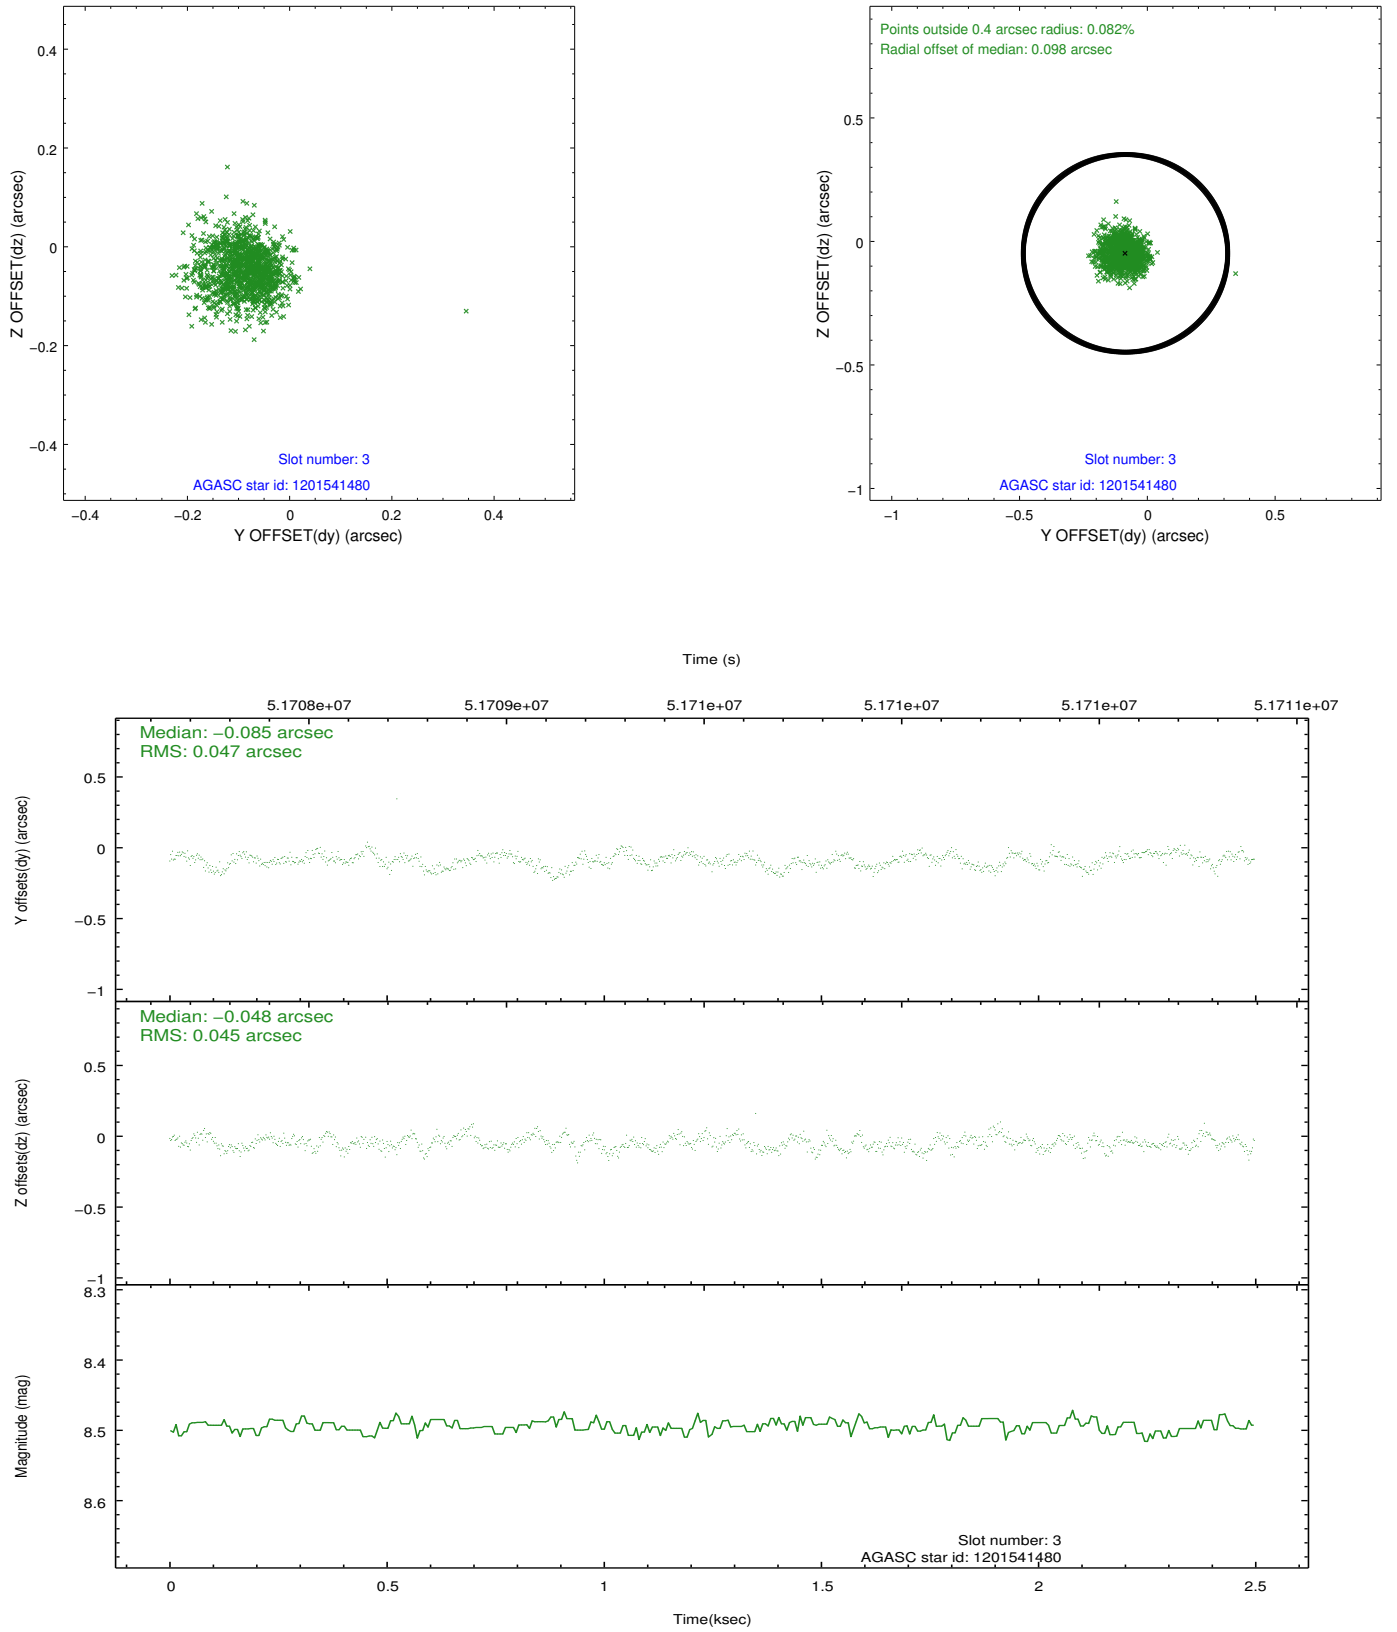 0.4
0.2
0
−0.2
−0.4
Z OFFSET(dz) (arcsec)
Slot number: 3
AGASC star id: 1201541480
−0.4 −0.2 0 0.2 0.4
Y OFFSET(dy) (arcsec)
Points outside 0.4 arcsec radius: 0.082%
Radial offset of median: 0.098 arcsec
0.5
0
−0.5
−1
Z OFFSET(dz) (arcsec)
Slot number: 3
AGASC star id: 1201541480
−1 −0.5 0 0.5
Y OFFSET(dy) (arcsec)
Time (s)
5.1708e+07 5.1709e+07 5.171e+07 5.171e+07 5.171e+07 5.1711e+07
Median: −0.085 arcsec
RMS: 0.047 arcsec
0.5
0
−0.5
−1
Y offsets(dy) (arcsec)
Median: −0.048 arcsec
RMS: 0.045 arcsec
0.5
0
−0.5
−1
Z offsets(dz) (arcsec)
8.3
8.4
8.5
8.6
Magnitude (mag)
Slot number: 3
AGASC star id: 1201541480
0 0.5 1 1.5 2 2.5
Time(ksec)